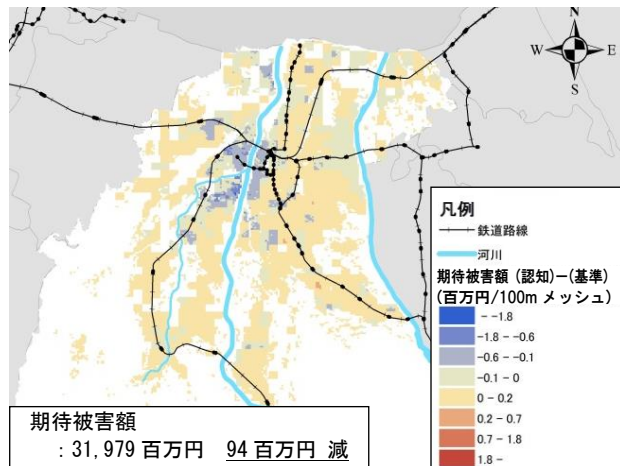 N
W E
S
凡例
鉄道路線
河川
期待被害額 (認知)ー(基準)
(百万円/100m メッシュ)
- -1.8
-1.8 - -0.6
-0.6 - -0.1
-0.1 - 0
0 - 0.2
0.2 - 0.7
0.7 - 1.8
1.8 -
期待被害額
: 31,979 百万円 94 百万円 減